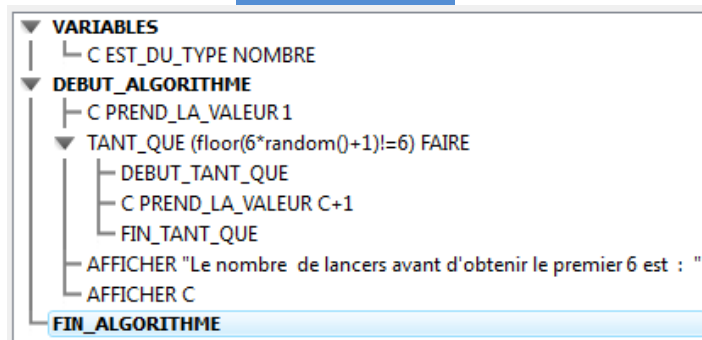 VARIABLES
C EST_DU_TYPE NOMBRE
DEBUT_ALGORITHME
C PREND_LA_VALEUR 1
TANT_QUE (floor(6*random()+1)!=6) FAIRE
DEBUT_TANT_QUE
C PREND_LA_VALEUR C+1
FIN_TANT_QUE
AFFICHER "Le nombre  de lancers avant d'obtenir le premier 6 est  :  "
AFFICHER C
FIN_ALGORITHME